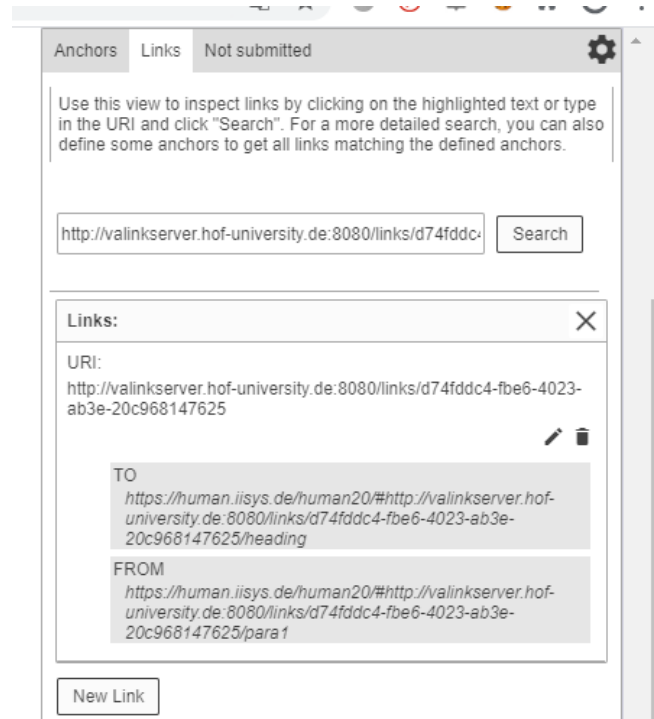 Anchors Links Not submitted
Use this view to inspect links by clicking on the highlighted text or type
in the URI and click "Search". For a more detailed search, you can also
define some anchors to get all links matching the defined anchors.
http://valinkserver.hof-university.de:8080/links/d74fddc4 Search
Links:
URI:
http://valinkserver.hof-university.de:8080/links/d74fddc4-fbe6-4023-
ab3e-20c968147625
TO
https://human.iisys.de/human20/#http://valinkserver.hof-
university.de:8080/links/d74fddc4-fbe6-4023-ab3e-
20c968147625/heading
FROM
https://human.iisys.de/human20/#http://valinkserver.hof-
university.de:8080/links/d74fddc4-fbe6-4023-ab3e-
20c968147625/para1
New Link